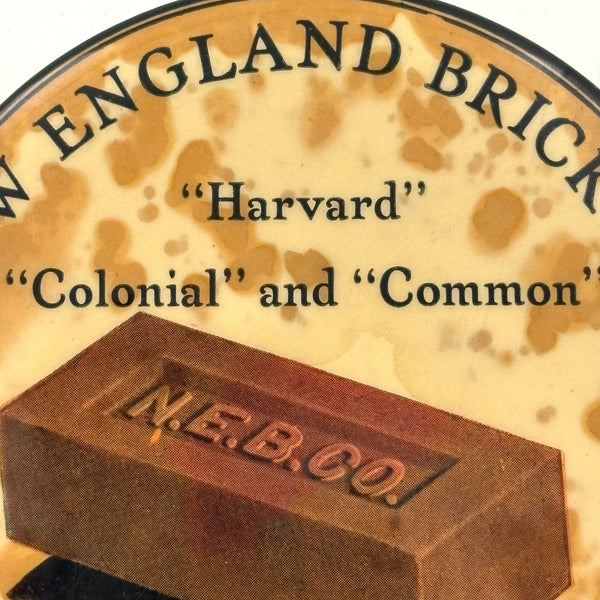 W ENGLAND BRICK
“Harvard”
“Colonial” and “Common”
N.E.B.CO.